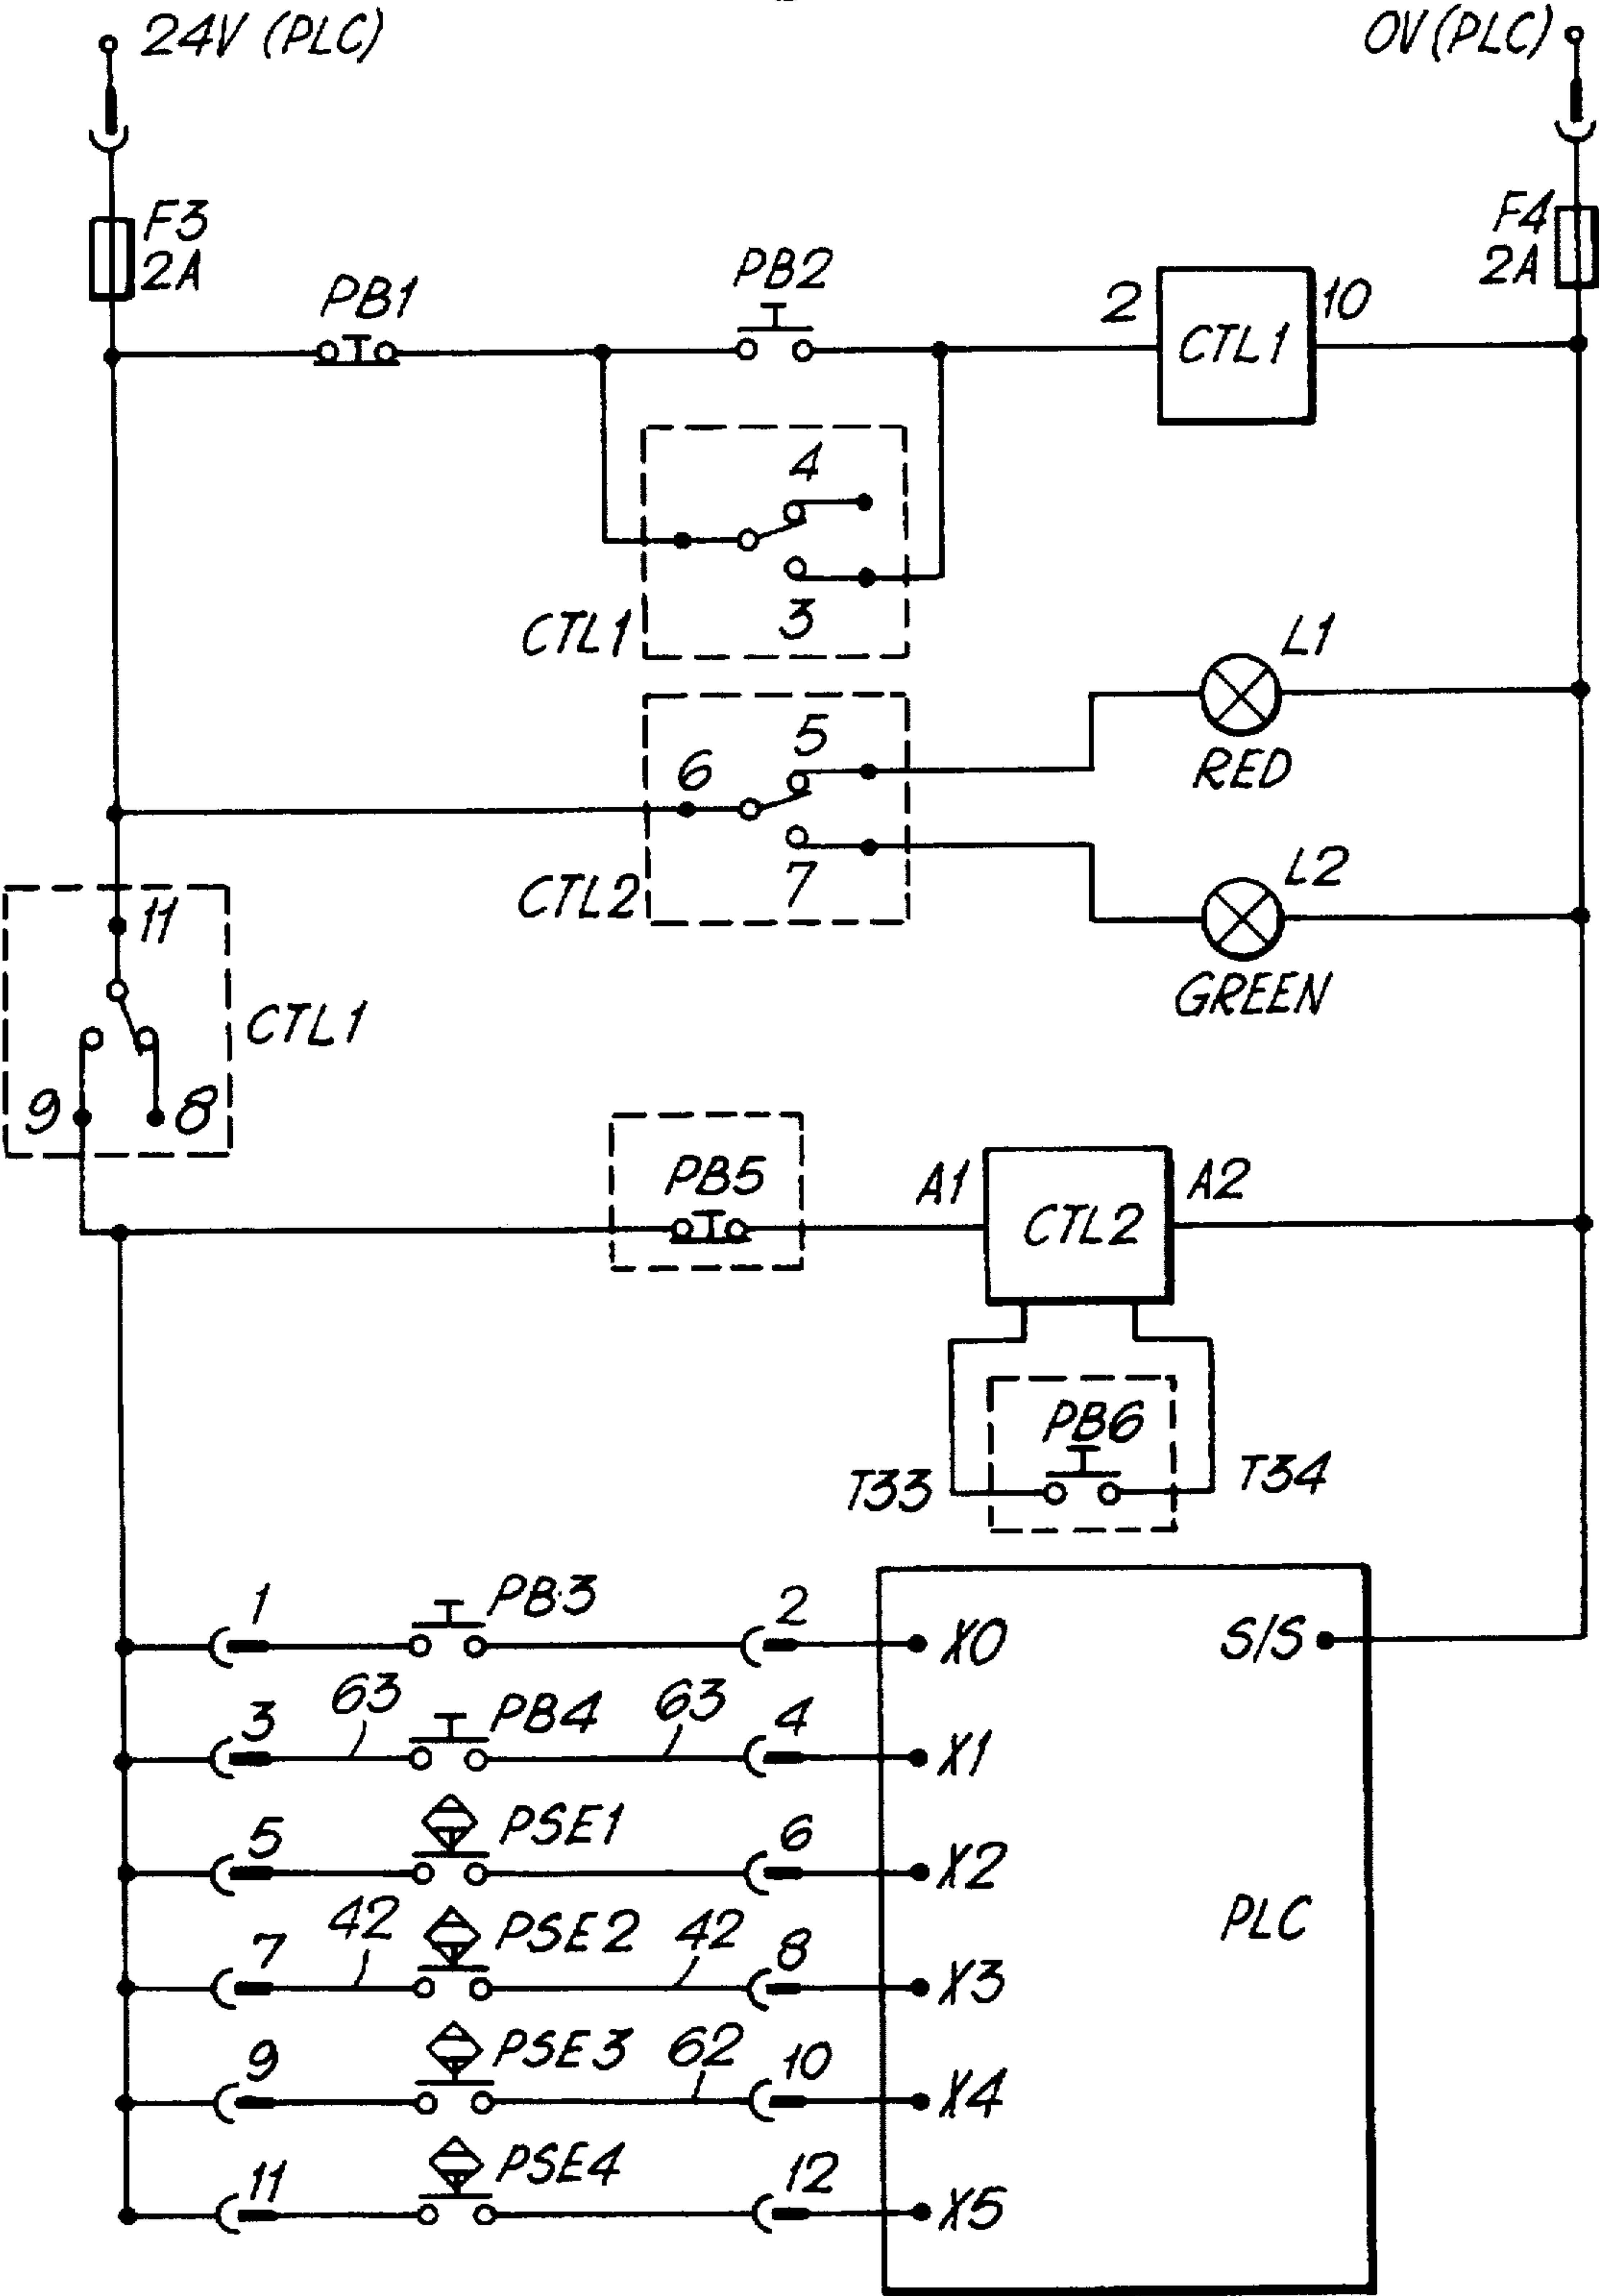 24V (PLC)
0V (PLC)
F3
2A
F4
2A
PB1
PB2
2
CTL1
10
4
3
CTL1
L1
RED
5
6
7
CTL2
L2
GREEN
11
CTL1
9
8
PB5
A1
CTL2
A2
PB6
T33
T34
1
PB3
2
X0
S/S
3
63
PB4
63
4
X1
5
PSE1
6
X2
PLC
7
42
PSE2
42
8
X3
9
PSE3
62
10
X4
11
PSE4
12
X5